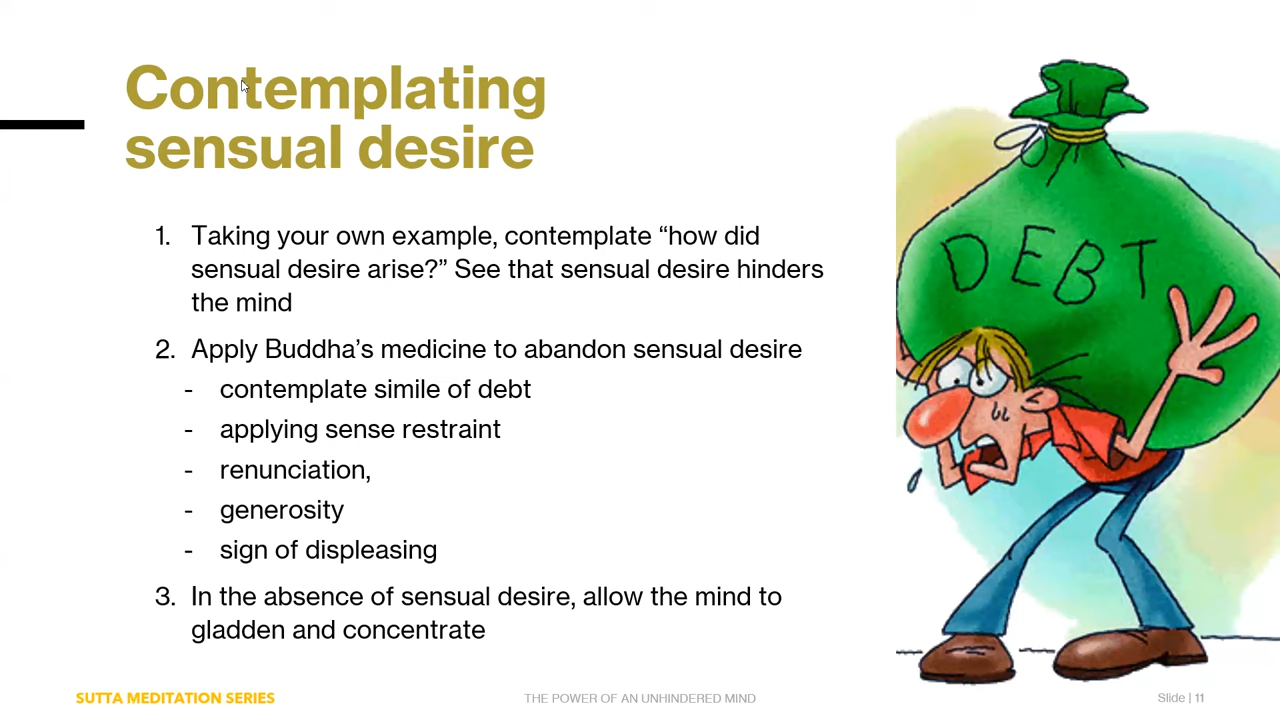 Contemplating
sensual desire
1. Taking your own example, contemplate “how did
sensual desire arise?” See that sensual desire hinders
the mind
2. Apply Buddha’s medicine to abandon sensual desire
- contemplate simile of debt
- applying sense restraint
- renunciation,
- generosity
- sign of displeasing
3. In the absence of sensual desire, allow the mind to
gladden and concentrate
DEBT
SUTTA MEDITATION SERIES
THE POWER OF AN UNHINDERED MIND
Slide | 11